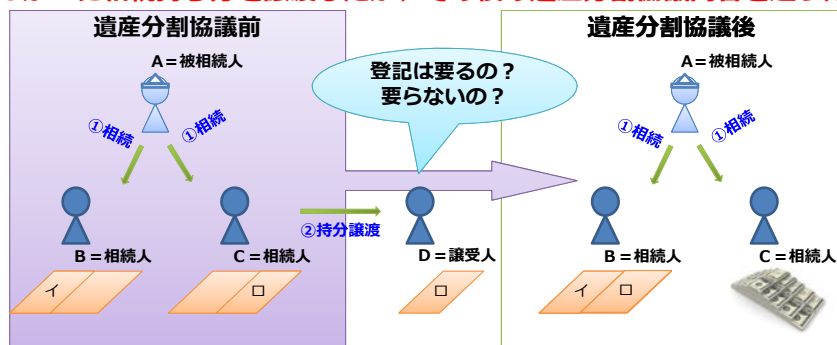 遺産分割協議前
A=被相続人
①相続
①相続
B=相続人
C=相続人
イ
ロ
②持分譲渡
登記は要るの？
要らないの？
D=譲受人
ロ
遺産分割協議後
A=被相続人
①相続
①相続
B=相続人
C=相続人
イ
ロ